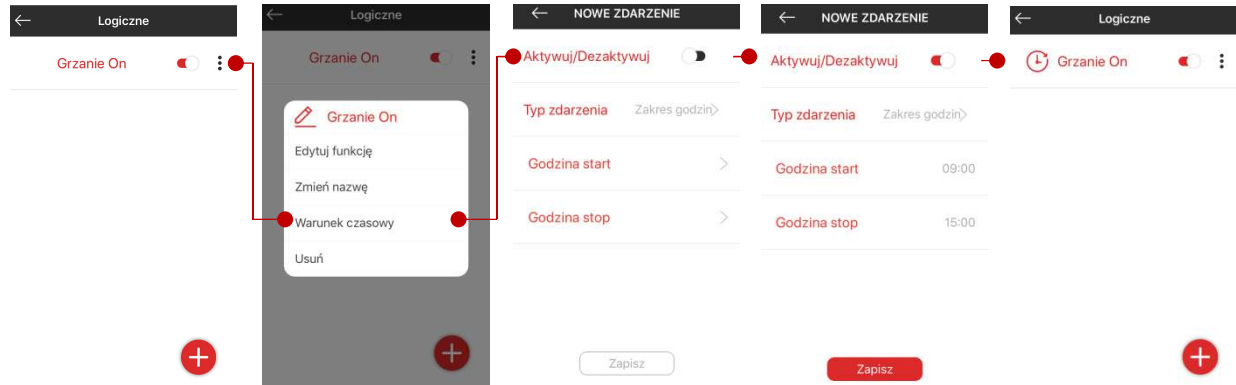 Logiczne
Grzanie On
Logiczne
Grzanie On
Grzanie On
Edytuj funkcję
Zmień nazwę
Warunek czasowy
Usuń
NOWE ZDARZENIE
Aktywuj/Dezaktywuj
Typ zdarzenia Zakres godzin
Godzina start
Godzina stop
Zapisz
NOWE ZDARZENIE
Aktywuj/Dezaktywuj
Typ zdarzenia Zakres godzin
Godzina start 09:00
Godzina stop 15:00
Zapisz
Logiczne
Grzanie On